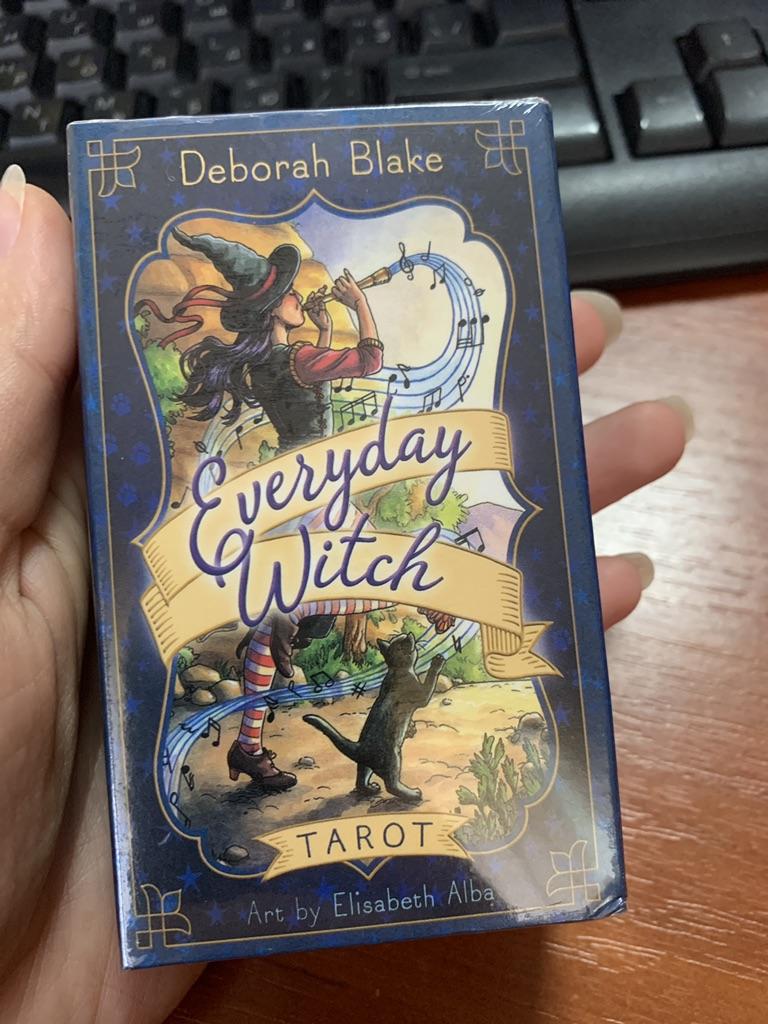 Deborah Blake
Everyday
Witch
TAROT
Art by Elisabeth Alba